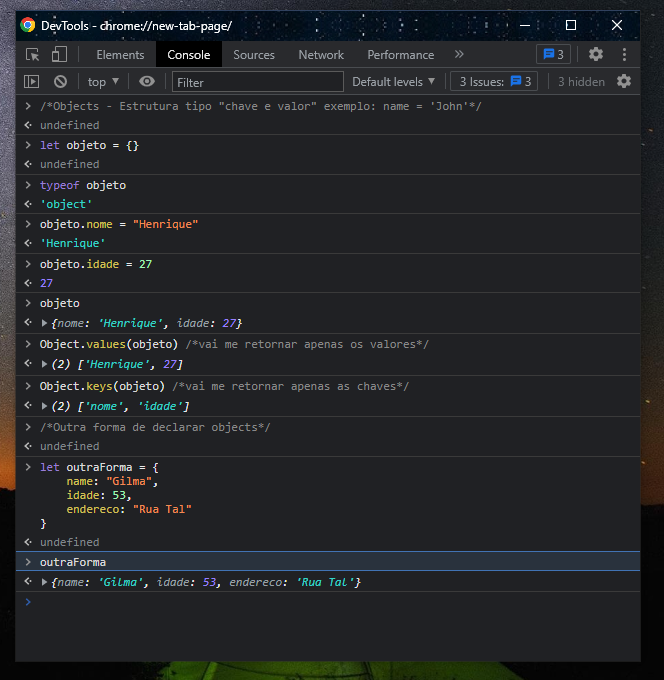 DevTools - chrome://new-tab-page/
Elements Console Sources Network Performance » 3
top ▼ Filter Default levels ▼ 3 Issues: 3 3 hidden
> /*Objects - Estrutura tipo "chave e valor" exemplo: name = 'John'*/
undefined
> let objeto = {}
undefined
> typeof objeto
'object'
> objeto.nome = "Henrique"
'Henrique'
> objeto.idade = 27
27
> objeto
{nome: 'Henrique', idade: 27}
> Object.values(objeto) /*vai me retornar apenas os valores*/
(2) ['Henrique', 27]
> Object.keys(objeto) /*vai me retornar apenas as chaves*/
(2) ['nome', 'idade']
> /*Outra forma de declarar objects*/
undefined
> let outraForma = {
name: "Gilma",
idade: 53,
endereco: "Rua Tal"
}
undefined
> outraForma
{name: 'Gilma', idade: 53, endereco: 'Rua Tal'}
>